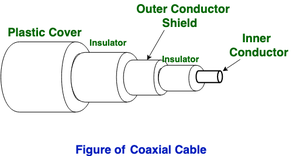 Outer Conductor
Shield
Plastic Cover
Insulator
Insulator
Inner
Conductor
Figure of Coaxial Cable